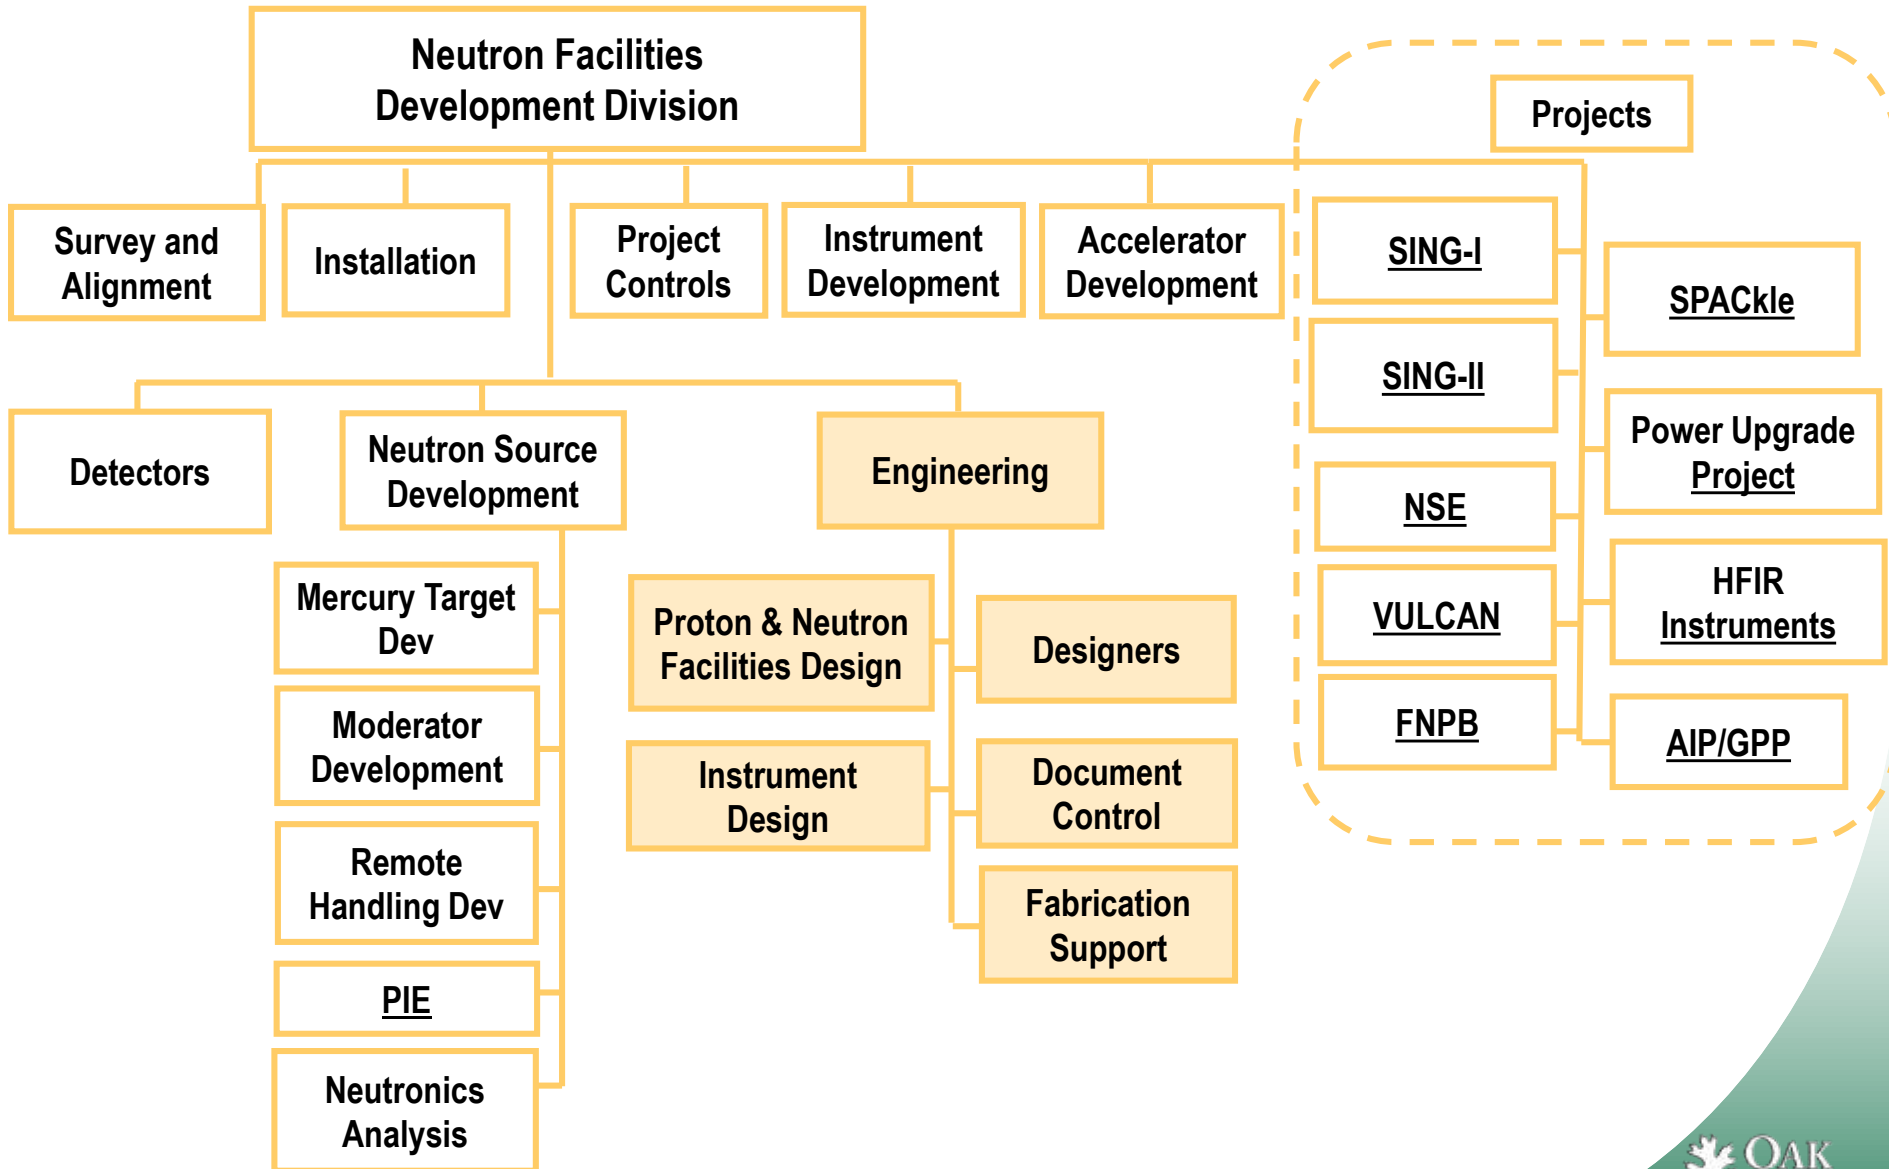 Neutron Facilities
Development Division
Projects
Survey and
Alignment
Installation
Project
Controls
Instrument
Development
Accelerator
Development
SING-I
SPACkle
SING-II
Detectors
Neutron Source
Development
Engineering
Power Upgrade
Project
NSE
Mercury Target
Dev
Proton & Neutron
Facilities Design
Designers
VULCAN
HFIR
Instruments
Moderator
Development
Instrument
Design
Document
Control
FNPB
AIP/GPP
Remote
Handling Dev
Fabrication
Support
PIE
Neutronics
Analysis
OAK